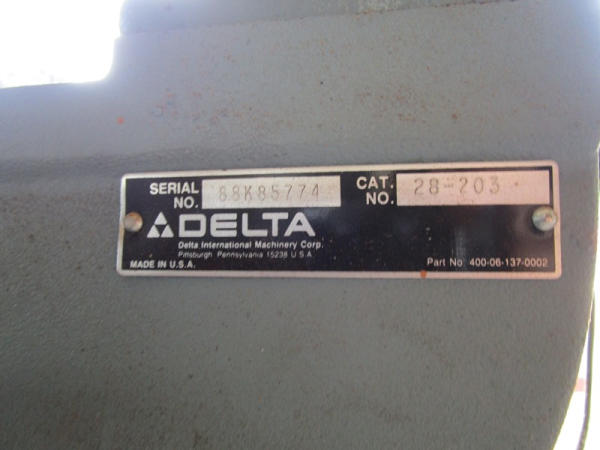 SERIAL NO. 88K85774 CAT. NO. 28-203
DELTA
Delta International Machinery Corp.
Pittsburgh Pennsylvania 15238 U S A
MADE IN U.S.A. Part No 400-06-137-0002